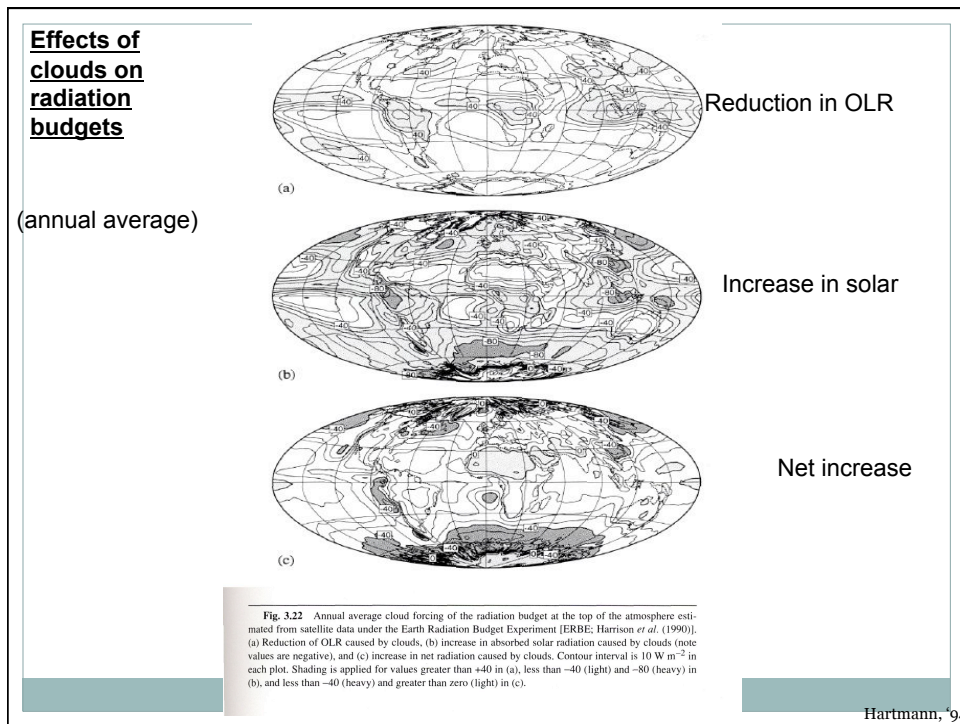 Effects of
clouds on
radiation
budgets
(annual average)
Reduction in OLR
(a)
Increase in solar
(b)
Net increase
(c)
Fig. 3.22 Annual average cloud forcing of the radiation budget at the top of the atmosphere esti-
mated from satellite data under the Earth Radiation Budget Experiment [ERBE; Harrison et al. (1990)].
(a) Reduction of OLR caused by clouds, (b) increase in absorbed solar radiation caused by clouds (note
values are negative), and (c) increase in net radiation caused by clouds. Contour interval is 10 W m⁻² in
each plot. Shading is applied for values greater than +40 in (a), less than −40 (light) and −80 (heavy) in
(b), and less than −40 (heavy) and greater than zero (light) in (c).
Hartmann, ‘9